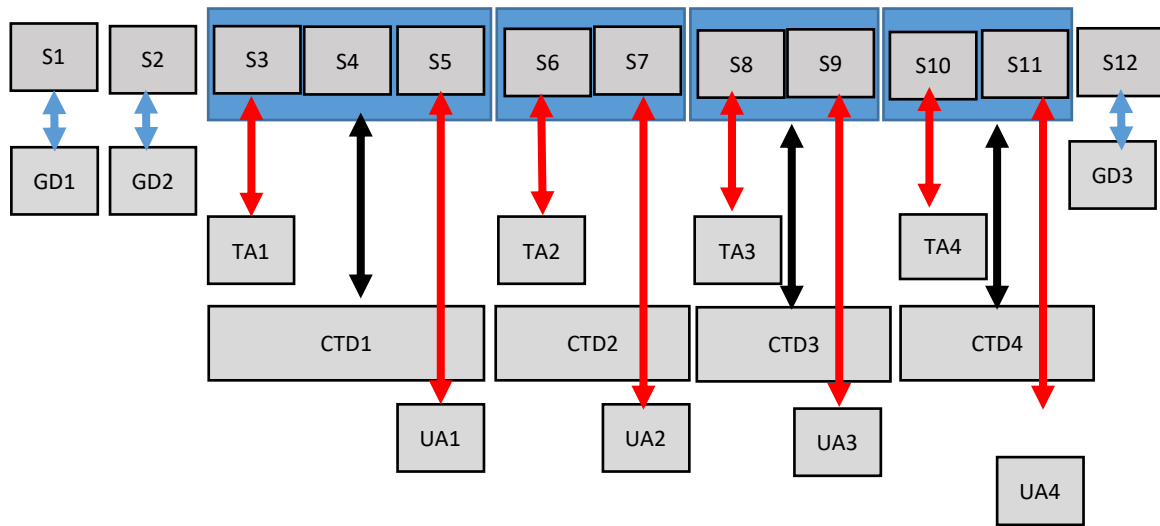 S1
S2
S3
S4
S5
S6
S7
S8
S9
S10
S11
S12
GD1
GD2
GD3
TA1
TA2
TA3
TA4
CTD1
CTD2
CTD3
CTD4
UA1
UA2
UA3
UA4